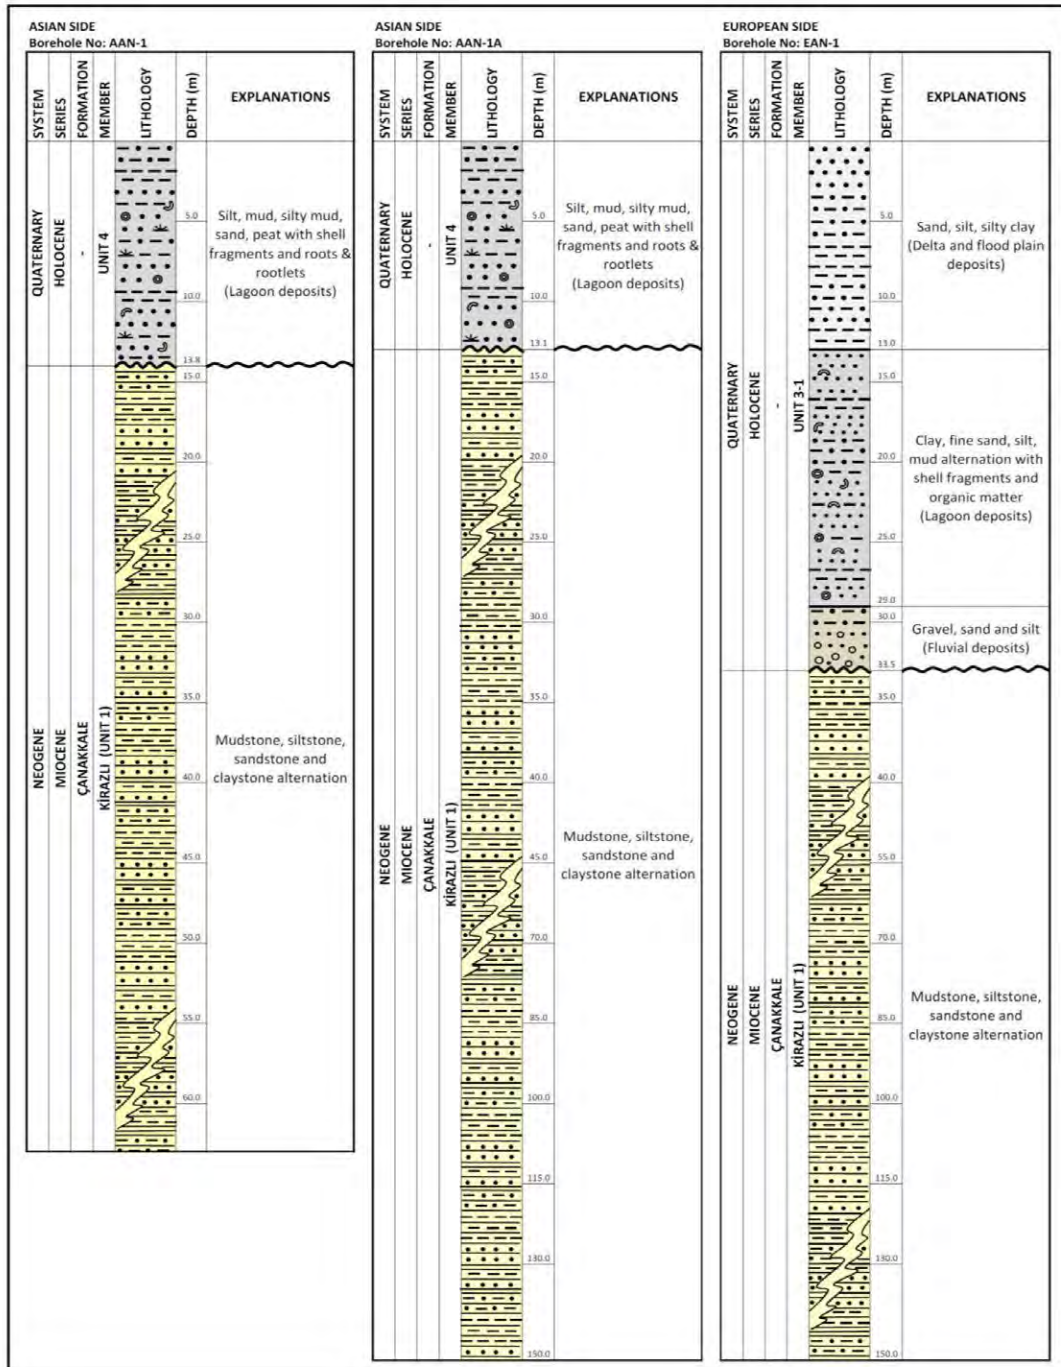 ASIAN SIDE
Borehole No: AAN-1
SYSTEM
SERIES
FORMATION
MEMBER
LITHOLOGY
DEPTH (m)
EXPLANATIONS
QUATERNARY
HOLOCENE
-
UNIT 4
5.0
10.0
13.8
Silt, mud, silty mud,
sand, peat with shell
fragments and roots &
rootlets
(Lagoon deposits)
NEOGENE
MIOCENE
ÇANAKKALE
KİRAZLI (UNIT 1)
15.0
20.0
25.0
30.0
35.0
40.0
45.0
50.0
55.0
60.0
Mudstone, siltstone,
sandstone and
claystone alternation
ASIAN SIDE
Borehole No: AAN-1A
SYSTEM
SERIES
FORMATION
MEMBER
LITHOLOGY
DEPTH (m)
EXPLANATIONS
QUATERNARY
HOLOCENE
-
UNIT 4
5.0
10.0
13.1
Silt, mud, silty mud,
sand, peat with shell
fragments and roots &
rootlets
(Lagoon deposits)
NEOGENE
MIOCENE
ÇANAKKALE
KİRAZLI (UNIT 1)
15.0
20.0
25.0
30.0
35.0
40.0
45.0
70.0
85.0
100.0
115.0
130.0
150.0
Mudstone, siltstone,
sandstone and
claystone alternation
EUROPEAN SIDE
Borehole No: EAN-1
SYSTEM
SERIES
FORMATION
MEMBER
LITHOLOGY
DEPTH (m)
EXPLANATIONS
QUATERNARY
HOLOCENE
-
UNIT 3-1
5.0
10.0
13.0
Sand, silt, silty clay
(Delta and flood plain
deposits)
15.0
20.0
25.0
29.0
Clay, fine sand, silt,
mud alternation with
shell fragments and
organic matter
(Lagoon deposits)
30.0
33.5
Gravel, sand and silt
(Fluvial deposits)
NEOGENE
MIOCENE
ÇANAKKALE
KİRAZLI (UNIT 1)
35.0
40.0
55.0
70.0
85.0
100.0
115.0
130.0
150.0
Mudstone, siltstone,
sandstone and
claystone alternation